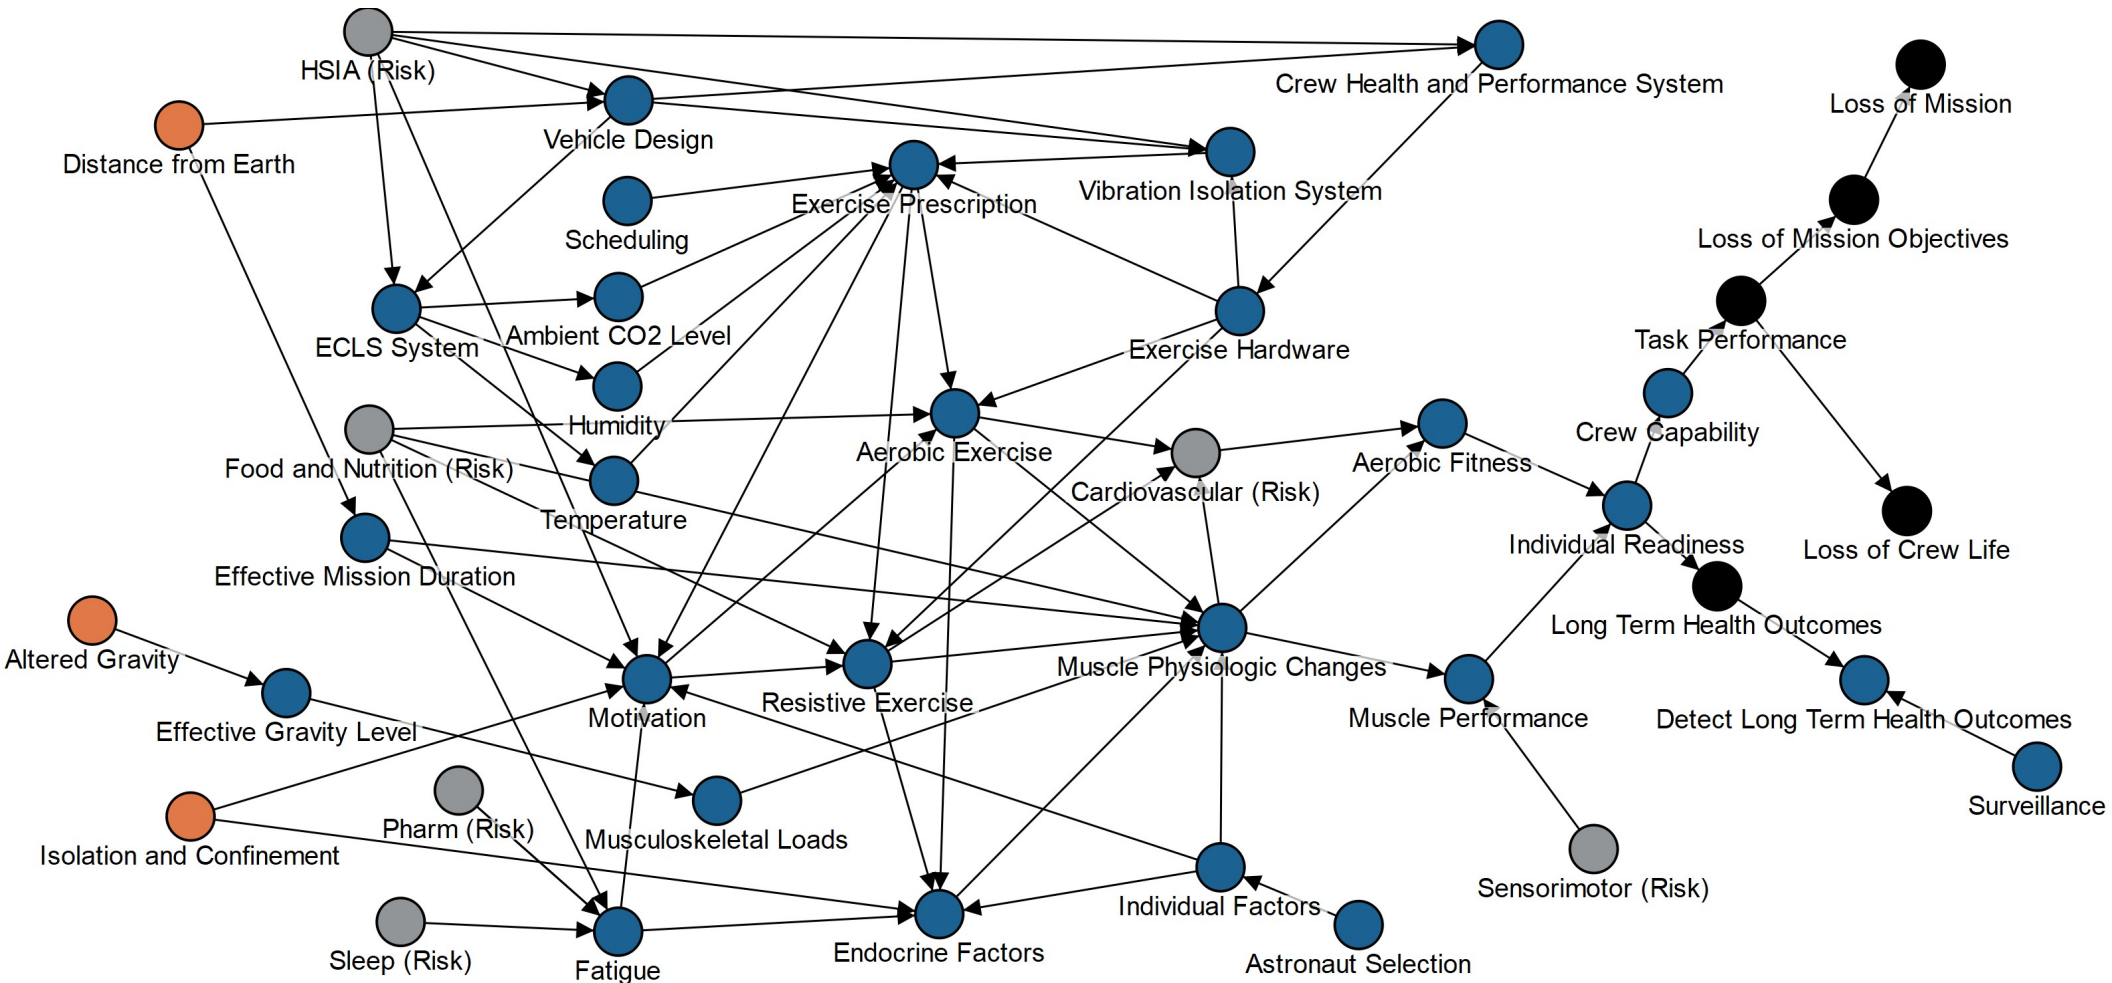 HSIA (Risk)
Crew Health and Performance System
Loss of Mission
Distance from Earth
Vehicle Design
Vibration Isolation System
Exercise Prescription
Scheduling
Loss of Mission Objectives
Ambient CO2 Level
ECLS System
Exercise Hardware
Task Performance
Humidity
Crew Capability
Aerobic Exercise
Aerobic Fitness
Food and Nutrition (Risk)
Cardiovascular (Risk)
Temperature
Individual Readiness
Loss of Crew Life
Effective Mission Duration
Long Term Health Outcomes
Altered Gravity
Muscle Physiologic Changes
Resistive Exercise
Motivation
Muscle Performance
Detect Long Term Health Outcomes
Effective Gravity Level
Surveillance
Pharm (Risk)
Musculoskeletal Loads
Isolation and Confinement
Sensorimotor (Risk)
Individual Factors
Endocrine Factors
Sleep (Risk)
Astronaut Selection
Fatigue